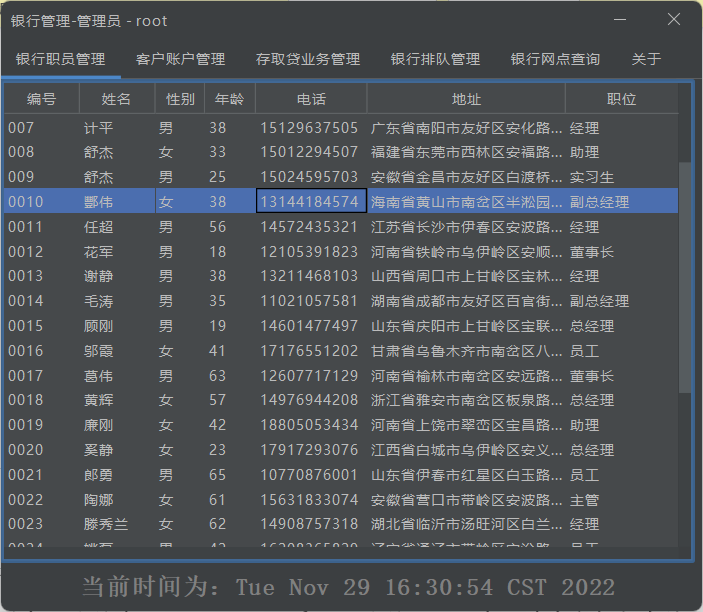 银行管理-管理员 - root
银行职员管理 客户账户管理 存取贷业务管理 银行排队管理 银行网点查询 关于
编号 姓名 性别 年龄 电话 地址 职位
007 计平 男 38 15129637505 广东省南阳市友好区安化路... 经理
008 舒杰 女 33 15012294507 福建省东莞市西林区安福路... 助理
009 舒杰 男 25 15024595703 安徽省金昌市友好区白渡桥... 实习生
0010 酆伟 女 38 13144184574 海南省黄山市南岔区半淞园... 副总经理
0011 任超 男 56 14572435321 江苏省长沙市伊春区安波路... 经理
0012 花军 男 18 12105391823 河南省铁岭市乌伊岭区安顺... 董事长
0013 谢静 男 38 13211468103 山西省周口市上甘岭区宝林... 经理
0014 毛涛 男 35 11021057581 湖南省成都市友好区百官街... 副总经理
0015 顾刚 男 19 14601477497 山东省庆阳市上甘岭区宝联... 总经理
0016 邬霞 女 41 17176551202 甘肃省乌鲁木齐市南岔区八... 员工
0017 葛伟 男 63 12607717129 河南省榆林市南岔区安远路... 董事长
0018 黄辉 女 57 14976944208 浙江省雅安市南岔区板泉路... 总经理
0019 廉刚 女 42 18805053434 河南省上饶市翠峦区宝昌路... 助理
0020 奚静 女 23 17917293076 江西省白城市乌伊岭区安义... 总经理
0021 郎勇 男 65 10770876001 山东省伊春市红星区白玉路... 员工
0022 陶娜 女 61 15631833074 安徽省营口市带岭区安波路... 主管
0023 滕秀兰 女 62 14908757318 湖北省临沂市汤旺河区白兰... 经理
当前时间为：Tue Nov 29 16:30:54 CST 2022